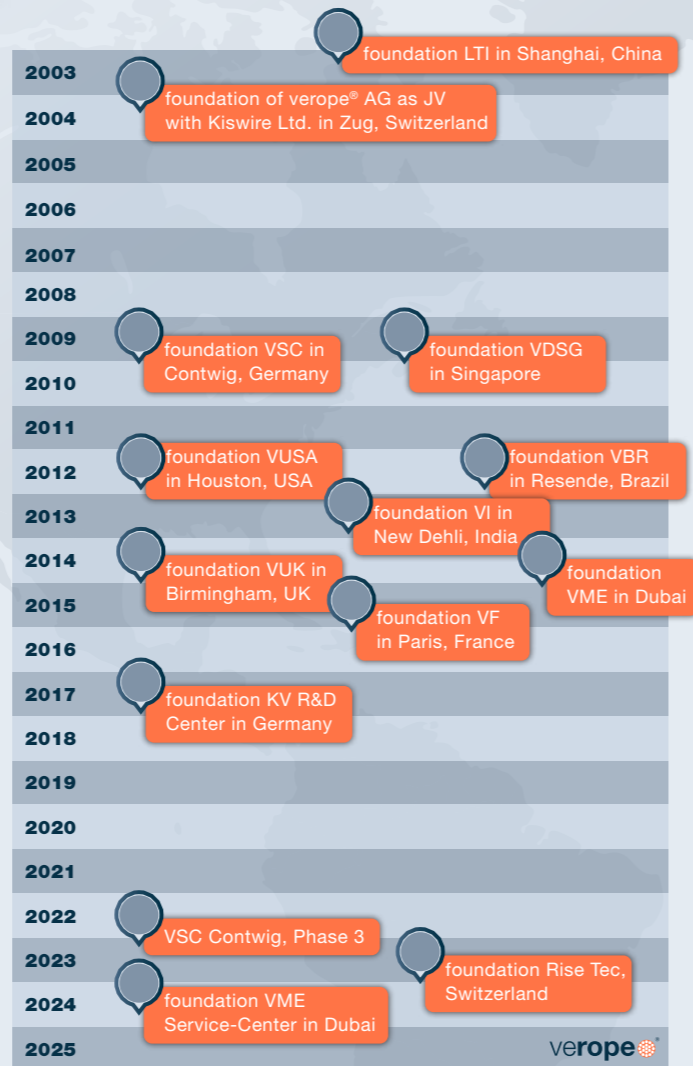 foundation LTI in Shanghai, China
2003
foundation of verope® AG as JV
with Kiswire Ltd. in Zug, Switzerland
2004
2005
2006
2007
2008
2009
foundation VSC in
Contwig, Germany
foundation VDSG
in Singapore
2010
2011
2012
foundation VUSA
in Houston, USA
foundation VBR
in Resende, Brazil
2013
foundation VI in
New Dehli, India
2014
foundation VUK in
Birmingham, UK
foundation
VME in Dubai
2015
foundation VF
in Paris, France
2016
2017
foundation KV R&D
Center in Germany
2018
2019
2020
2021
2022
VSC Contwig, Phase 3
2023
foundation Rise Tec,
Switzerland
2024
foundation VME
Service-Center in Dubai
2025
verope®